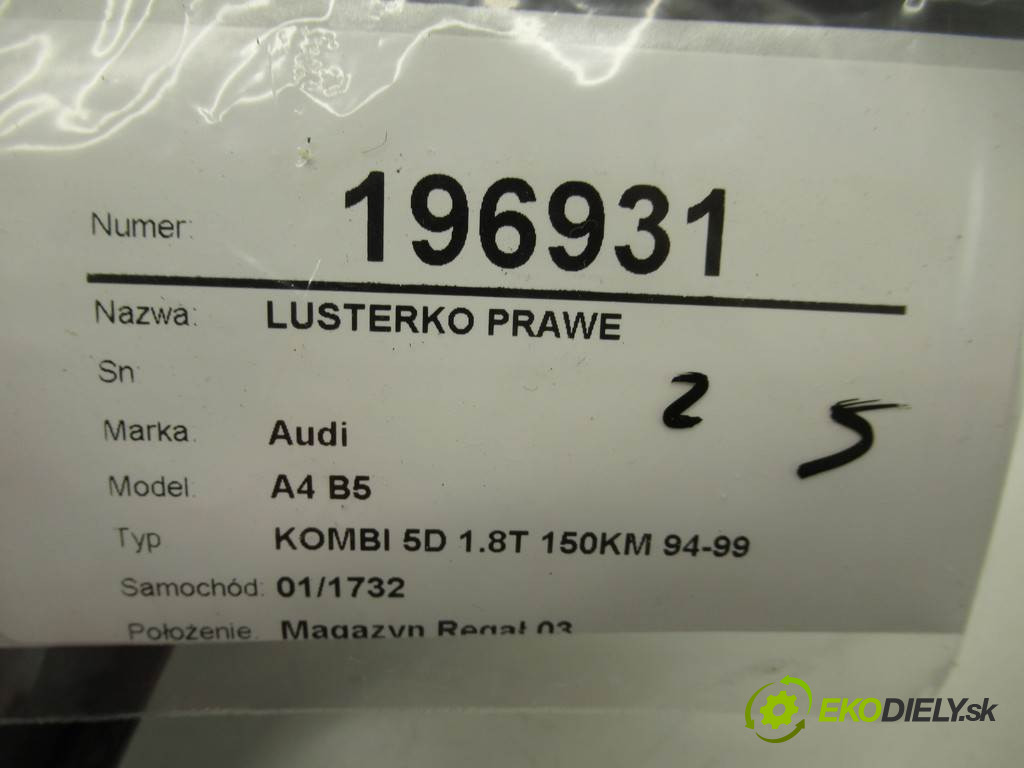 Numer: 196931
Nazwa: LUSTERKO PRAWE
Sn
2 5
Marka: Audi
Model: A4 B5
Typ KOMBI 5D 1.8T 150KM 94-99
Samochód: 01/1732
Położenie. Magazyn Regał 03
EKODIELY.sk